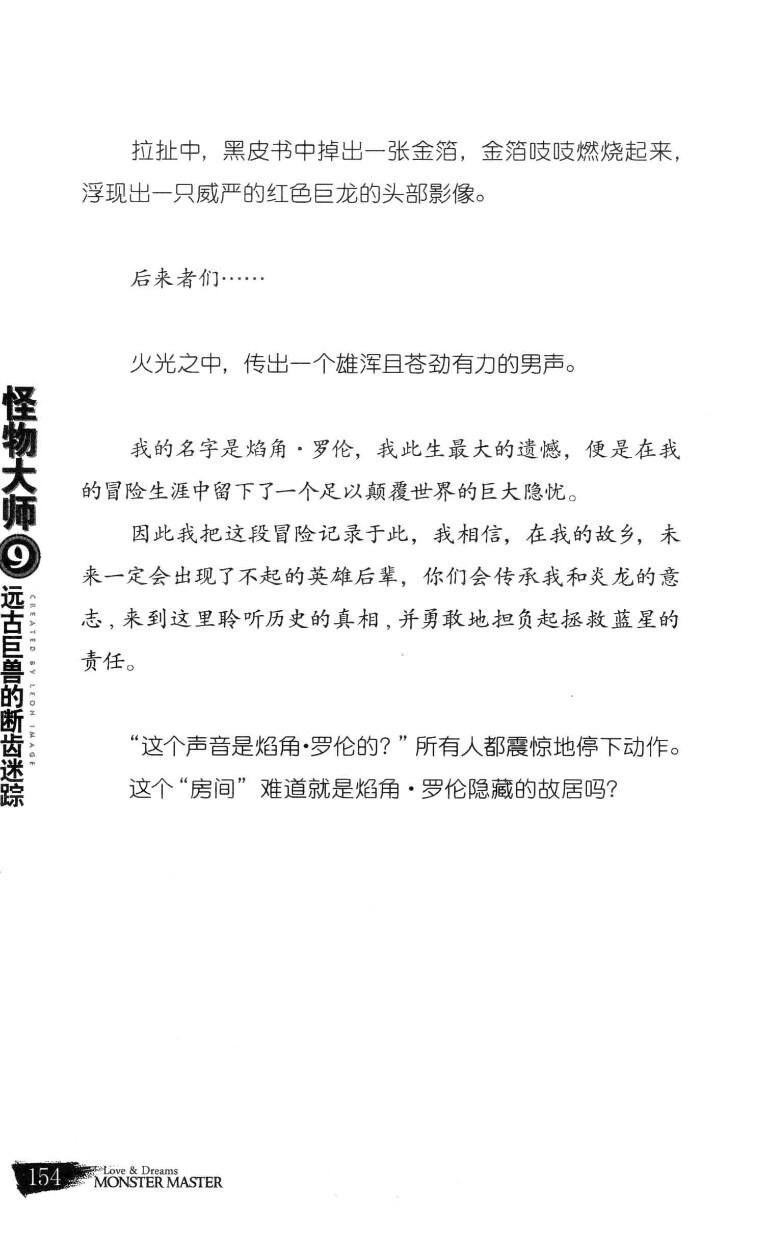 拉扯中，黑皮书中掉出一张金箔，金箔吱吱燃烧起来，
浮现出一只威严的红色巨龙的头部影像。
后来者们……
火光之中，传出一个雄浑且苍劲有力的男声。
我的名字是焰角·罗伦，我此生最大的遗憾，便是在我
的冒险生涯中留下了一个足以颠覆世界的巨大隐忧。
因此我把这段冒险记录于此，我相信，在我的故乡，未
来一定会出现了不起的英雄后辈，你们会传承我和炎龙的意
志，来到这里聆听历史的真相，并勇敢地担负起拯救蓝星的
责任。
“这个声音是焰角·罗伦的？”所有人都震惊地停下动作。
这个“房间”难道就是焰角·罗伦隐藏的故居吗？
怪物大师
9
远古巨兽的断齿迷踪
CREATED BY LEON IMAGE
154
Love & Dreams
MONSTER MASTER